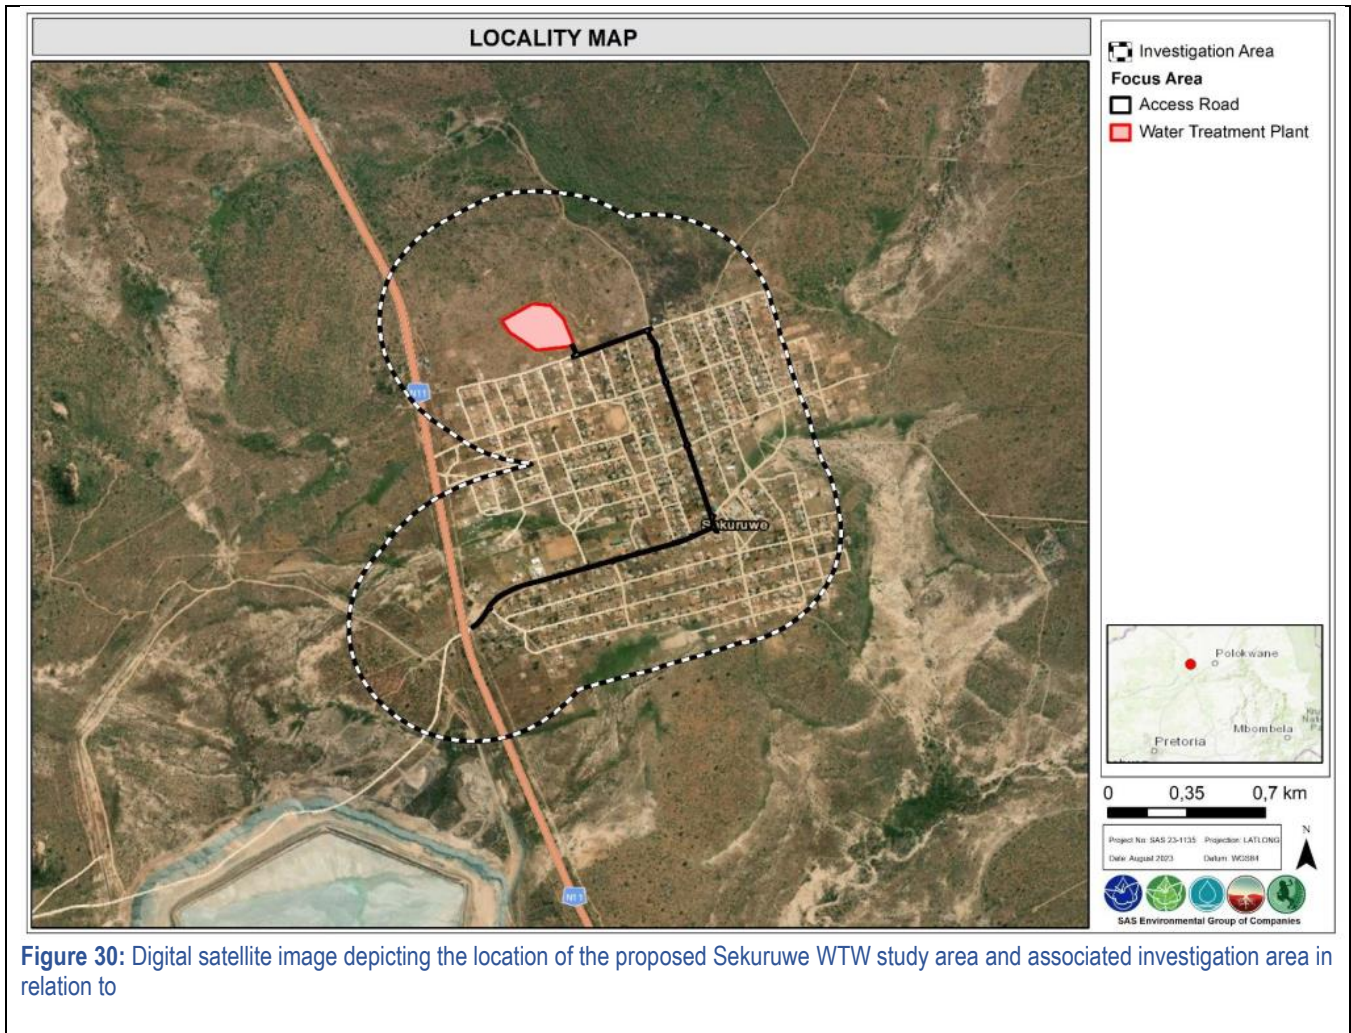 LOCALITY MAP
Investigation Area
Focus Area
Access Road
Water Treatment Plant
N11
Sekuruwe
N11
Polokwane
Mbombela
Pretoria
0 0,35 0,7 km
Project No: SAS 23-1135 Projection: LATLONG
Date: August 2023 Datum: WGS84
N
SAS Environmental Group of Companies
Figure 30: Digital satellite image depicting the location of the proposed Sekuruwe WTW study area and associated investigation area in
relation to